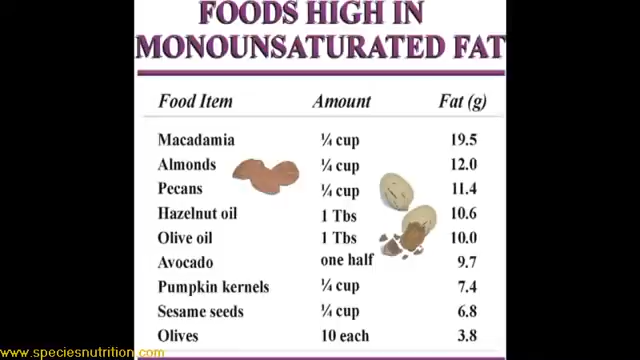 FOODS HIGH IN
MONOUNSATURATED FAT
Food Item Amount Fat (g)
Macadamia ¼ cup 19.5
Almonds ¼ cup 12.0
Pecans ¼ cup 11.4
Hazelnut oil 1 Tbs 10.6
Olive oil 1 Tbs 10.0
Avocado one half 9.7
Pumpkin kernels ¼ cup 7.4
Sesame seeds ¼ cup 6.8
Olives 10 each 3.8
www.speciesnutrition.com